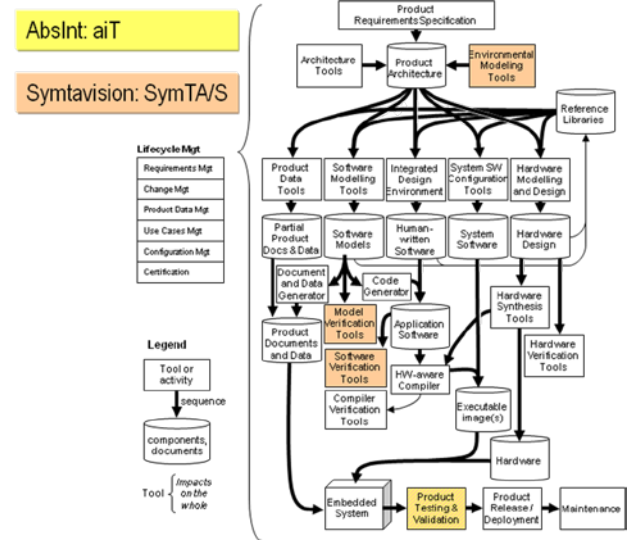 AbsInt: aiT
Symtavision: SymTA/S
Product
Requirements Specification
Architecture
Tools
Product
Architecture
Environmental
Modeling
Tools
Reference
Libraries
Lifecycle Mgt
Requirements Mgt
Change Mgt
Product Data Mgt
Use Cases Mgt
Configuration Mgt
Certification
Product
Data
Tools
Software
Modelling
Tools
Integrated
Design
Environment
System SW
Configuration
Tools
Hardware
Modelling
and Design
Partial
Product
Docs & Data
Software
Models
Human-
written
Software
System
Software
Hardware
Design
Document
and Data
Generator
Code
Generator
Hardware
Synthesis
Tools
Model
Verification
Tools
Application
Software
Product
Documents
and Data
Software
Verification
Tools
Hardware
Verification
Tools
HW-aware
Compiler
Compiler
Verification
Tools
Executable
image(s)
Hardware
Legend
Tool or
activity
sequence
components,
documents
Tool
Impacts
on the
whole
Embedded
System
Product
Testing &
Validation
Product
Release /
Deployment
Maintenance